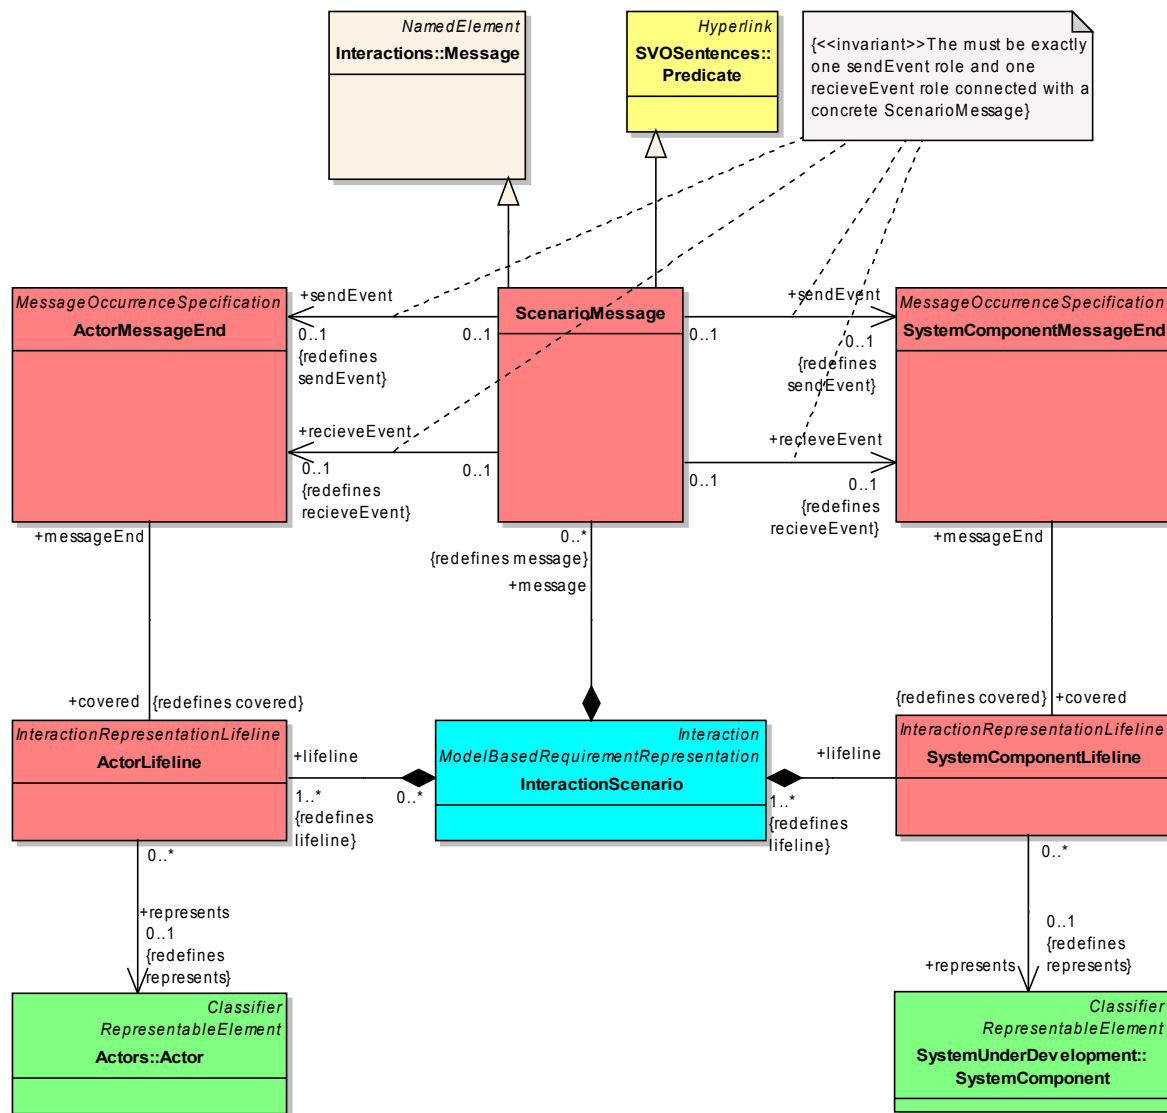 NamedElement
Interactions::Message
Hyperlink
SVOSentences::
Predicate
{<<invariant>>The must be exactly
one sendEvent role and one
recieveEvent role connected with a
concrete ScenarioMessage}
MessageOccurrenceSpecification
ActorMessageEnd
+sendEvent
0..1
{redefines
sendEvent}
0..1
ScenarioMessage
+sendEvent
0..1
0..1
{redefines
sendEvent}
MessageOccurrenceSpecification
SystemComponentMessageEnd
+recieveEvent
0..1
{redefines
recieveEvent}
0..1
+recieveEvent
0..1
0..1
{redefines
recieveEvent}
+messageEnd
0..*
{redefines message}
+message
+messageEnd
+covered
{redefines covered}
{redefines covered}
+covered
InteractionRepresentationLifeline
ActorLifeline
+lifeline
1..*
{redefines
lifeline}
0..*
Interaction
ModelBasedRequirementRepresentation
InteractionScenario
+lifeline
1..*
{redefines
lifeline}
InteractionRepresentationLifeline
SystemComponentLifeline
0..*
+represents
0..1
{redefines
represents}
0..*
0..1
{redefines
represents}
+represents
Classifier
RepresentableElement
Actors::Actor
Classifier
RepresentableElement
SystemUnderDevelopment::
SystemComponent